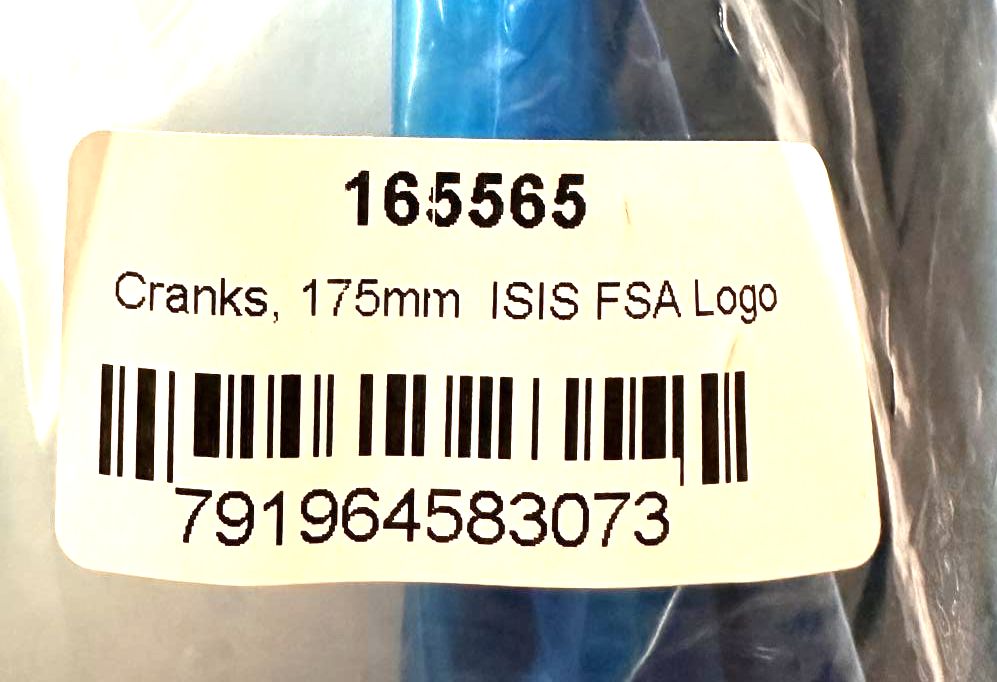 165565
Cranks, 175mm ISIS FSA Logo
791964583073